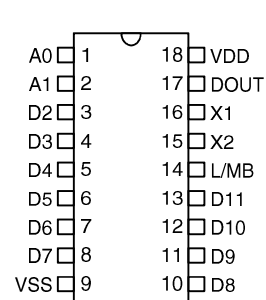 A0 1 18 VDD
A1 2 17 DOUT
D2 3 16 X1
D3 4 15 X2
D4 5 14 L/MB
D5 6 13 D11
D6 7 12 D10
D7 8 11 D9
VSS 9 10 D8